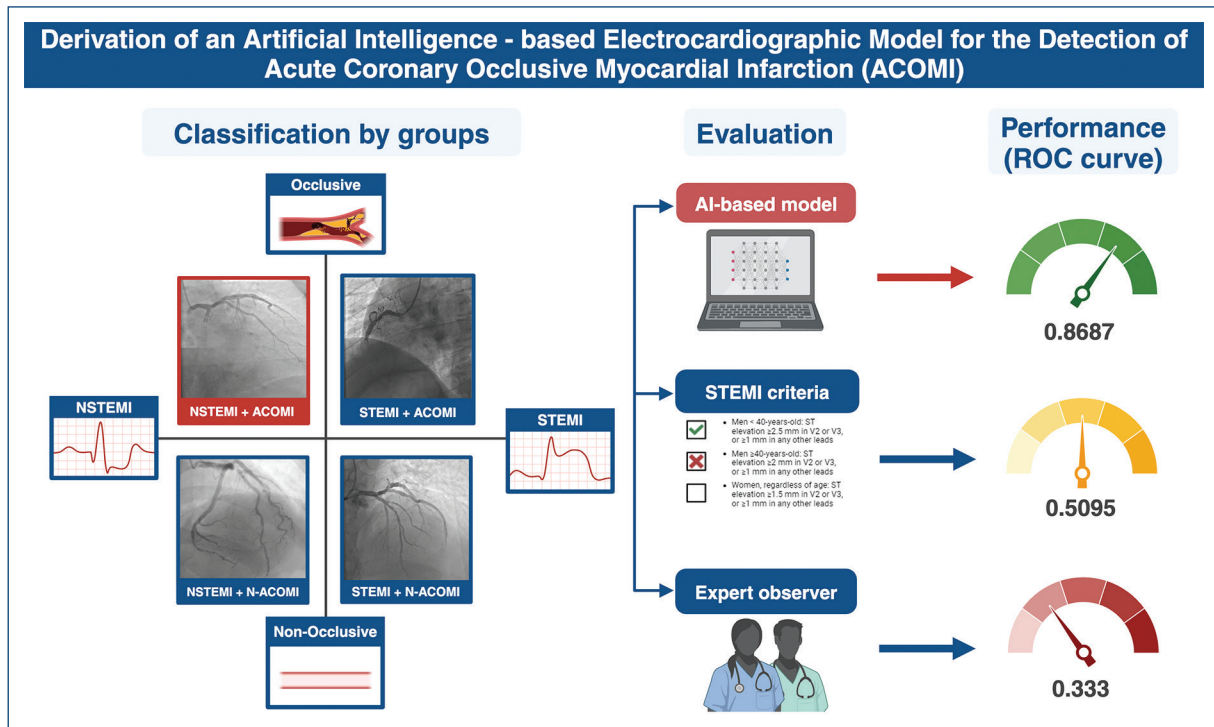 Derivation of an Artificial Intelligence - based Electrocardiographic Model for the Detection of
Acute Coronary Occlusive Myocardial Infarction (ACOMI)
Classification by groups
Occlusive
NSTEMI + ACOMI
STEMI + ACOMI
NSTEMI
STEMI
NSTEMI + N-ACOMI
STEMI + N-ACOMI
Non-Occlusive
Evaluation
AI-based model
STEMI criteria
• Men < 40-years-old: ST
elevation ≥2.5 mm in V2 or V3,
or ≥1 mm in any other leads
• Men ≥40-years-old: ST
elevation ≥2 mm in V2 or V3,
or ≥1 mm in any other leads
• Women, regardless of age: ST
elevation ≥1.5 mm in V2 or V3,
or ≥1 mm in any other leads
Expert observer
Performance
(ROC curve)
0.8687
0.5095
0.333